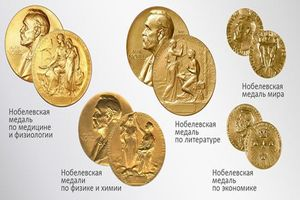 Нобелевская
медаль
по медицине
и физиологии
Нобелевская
медали
по физике и химии
Нобелевская
медаль
по литературе
Нобелевская
медаль мира
Нобелевская
медаль
по экономике